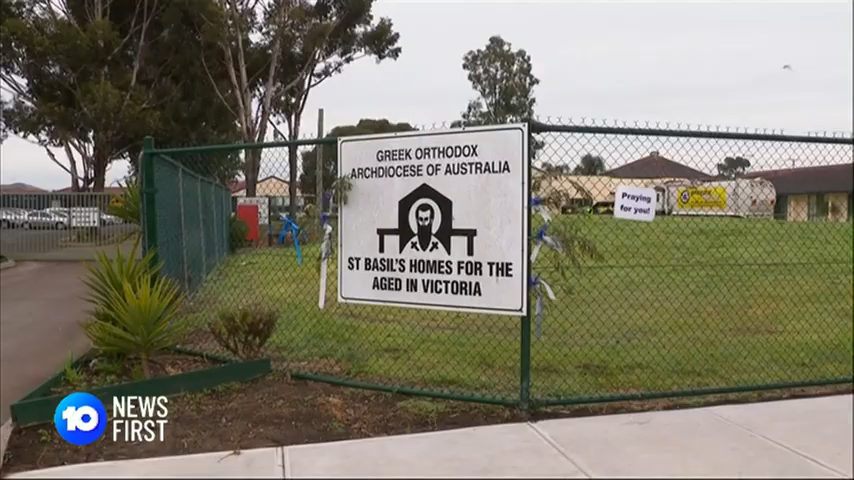 GREEK ORTHODOX
ARCHDIOCESE OF AUSTRALIA
ST BASIL'S HOMES FOR THE
AGED IN VICTORIA
Praying
for you!
10 NEWS
FIRST